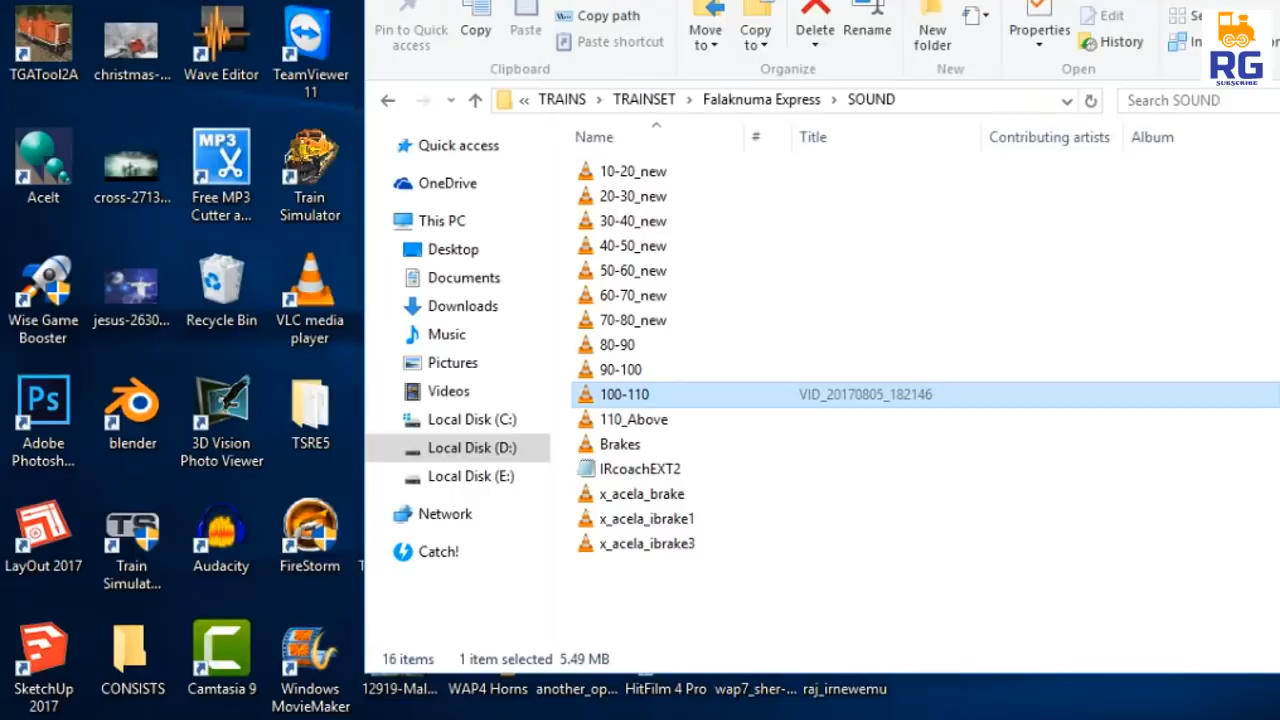 TGATool2A
christmas-...
Wave Editor
TeamViewer
11
AceIt
cross-2713...
Free MP3
Cutter a...
Train
Simulator
MP3
Wise Game
Booster
jesus-2630...
Recycle Bin
VLC media
player
Ps
Adobe
Photosh...
blender
3D Vision
Photo Viewer
TSRE5
LayOut 2017
TS
Train
Simulat...
Audacity
FireStorm
SketchUp
2017
CONSISTS
C
Camtasia 9
Windows
MovieMaker
12919-Mal...
WAP4 Horns
another_op...
HitFilm 4 Pro
wap7_sher-...
raj_irnewemu
Pin to Quick
access
Copy
Paste
Copy path
Paste shortcut
Clipboard
Move
to
Copy
to
Delete
Rename
Organize
New
folder
New
Properties
Edit
History
Open
RG
SUBSCRIBE
« TRAINS > TRAINSET > Falaknuma Express > SOUND
Search SOUND
Quick access
OneDrive
This PC
Desktop
Documents
Downloads
Music
Pictures
Videos
Local Disk (C:)
Local Disk (D:)
Local Disk (E:)
Network
Catch!
Name # Title Contributing artists Album
10-20_new
20-30_new
30-40_new
40-50_new
50-60_new
60-70_new
70-80_new
80-90
90-100
100-110 VID_20170805_182146
110_Above
Brakes
IRcoachEXT2
x_acela_brake
x_acela_ibrake1
x_acela_ibrake3
16 items 1 item selected 5.49 MB